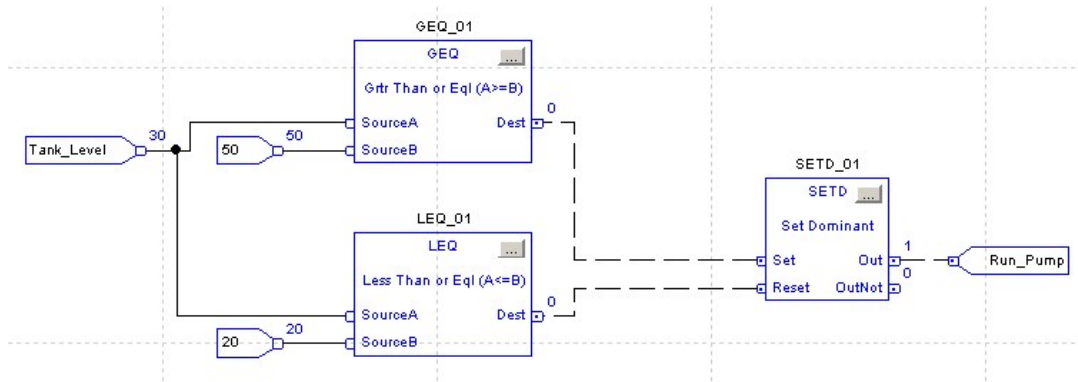 GEQ_01
GEQ ...
Grtr Than or Eql (A>=B)
0
30
SourceA Dest
Tank_Level
50 50
SourceB
SETD_01
SETD ...
LEQ_01
LEQ ...
Set Dominant
1
Set Out
Run_Pump
Less Than or Eql (A<=B)
0
Reset OutNot
0
SourceA Dest
20 20
SourceB